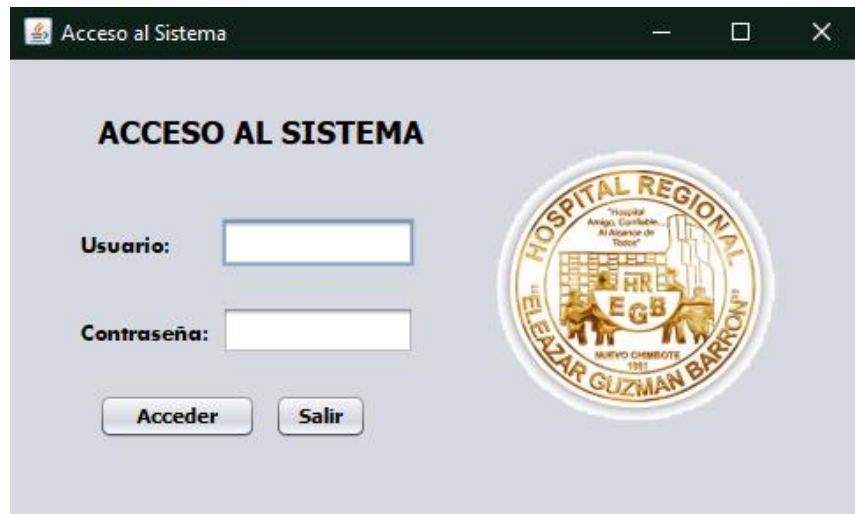 Acceso al Sistema
ACCESO AL SISTEMA
Usuario:
Contraseña:
Acceder
Salir
HOSPITAL REGIONAL
"Hospital
Amigo, Confiable...
Al Alcance de
Todos"
HR
EGB
NUEVO CHIMBOTE
1991
"ELEAZAR GUZMAN BARRON"